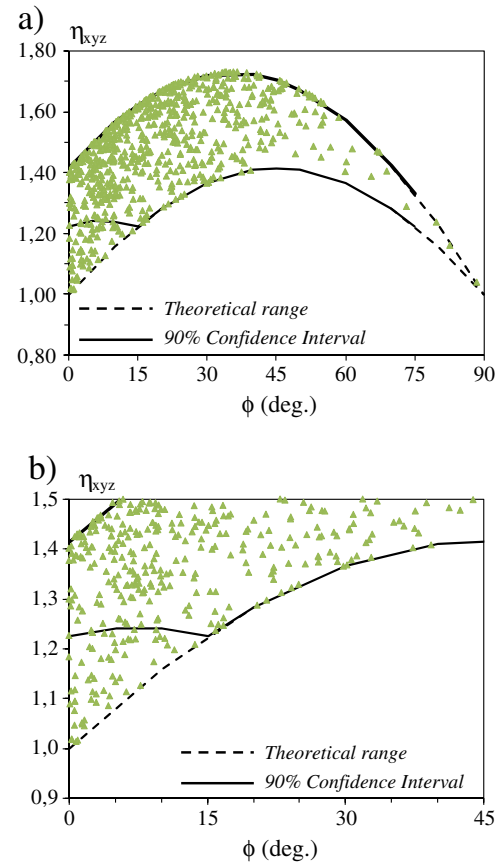 a)
ηxyz
1,80
1,60
1,40
1,20
1,00
0,80
Theoretical range
90% Confidence Interval
0 15 30 45 60 75 90
ϕ (deg.)
b)
ηxyz
1,5
1,4
1,3
1,2
1,1
1,0
0,9
Theoretical range
90% Confidence Interval
0 15 30 45
ϕ (deg.)